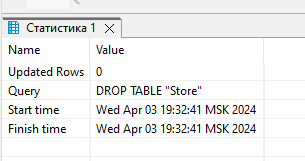 Статистика 1
Name Value
Updated Rows 0
Query DROP TABLE "Store"
Start time Wed Apr 03 19:32:41 MSK 2024
Finish time Wed Apr 03 19:32:41 MSK 2024